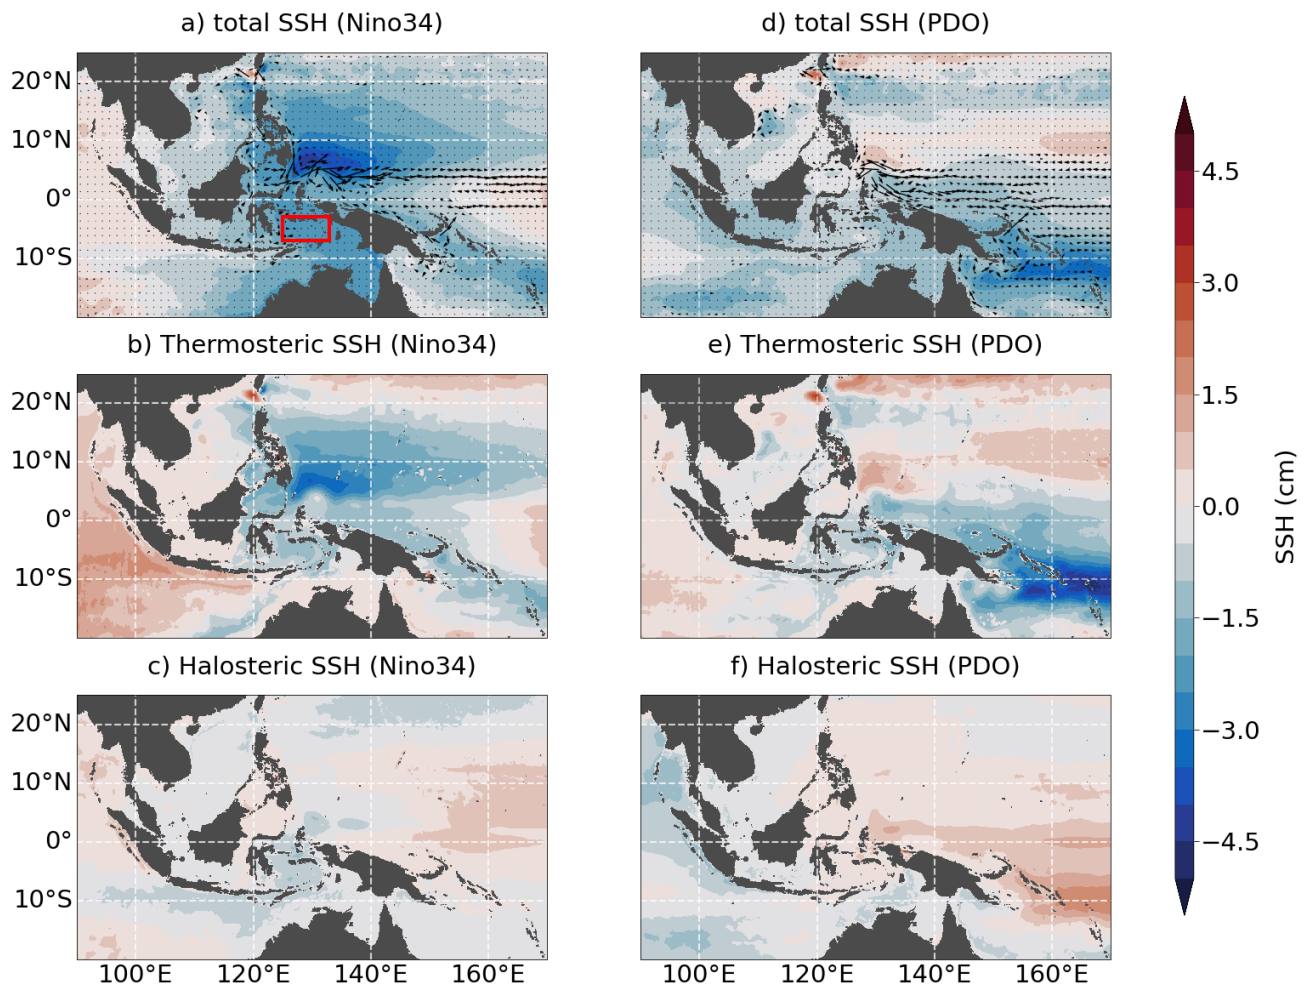 a) total SSH (Nino34)
d) total SSH (PDO)
20°N
10°N
0°
10°S
b) Thermosteric SSH (Nino34)
e) Thermosteric SSH (PDO)
20°N
10°N
0°
10°S
c) Halosteric SSH (Nino34)
f) Halosteric SSH (PDO)
20°N
10°N
0°
10°S
100°E 120°E 140°E 160°E
100°E 120°E 140°E 160°E
4.5
3.0
1.5
0.0
−1.5
−3.0
−4.5
SSH (cm)